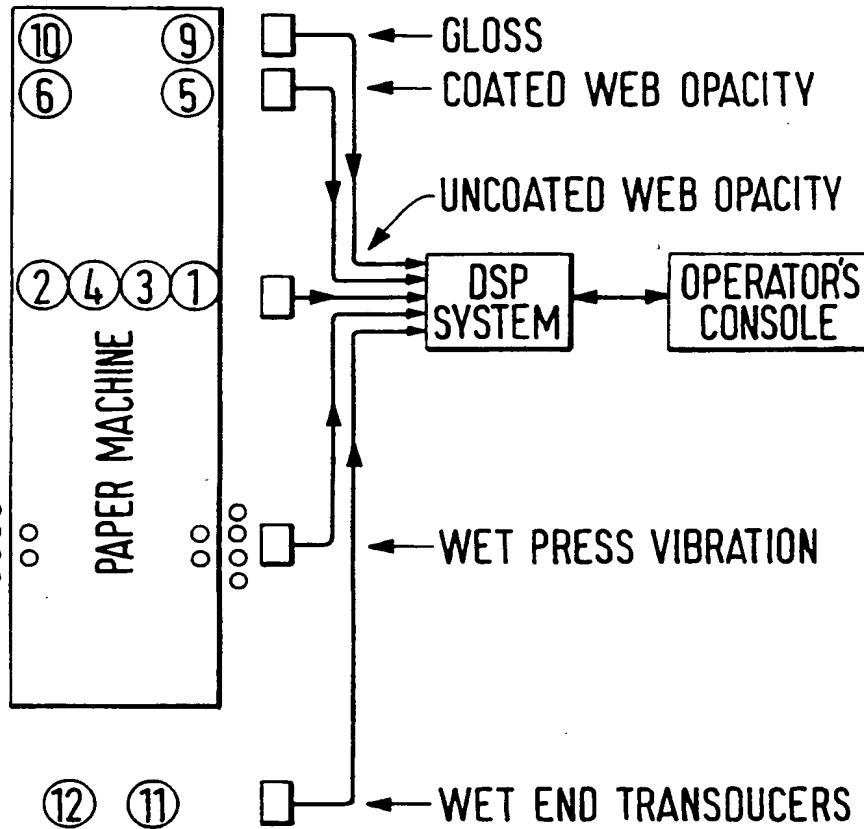 10 9 GLOSS
6 5 COATED WEB OPACITY
UNCOATED WEB OPACITY
2 4 3 1
DSP
SYSTEM
OPERATOR'S
CONSOLE
PAPER MACHINE
WET PRESS VIBRATION
12 11 WET END TRANSDUCERS